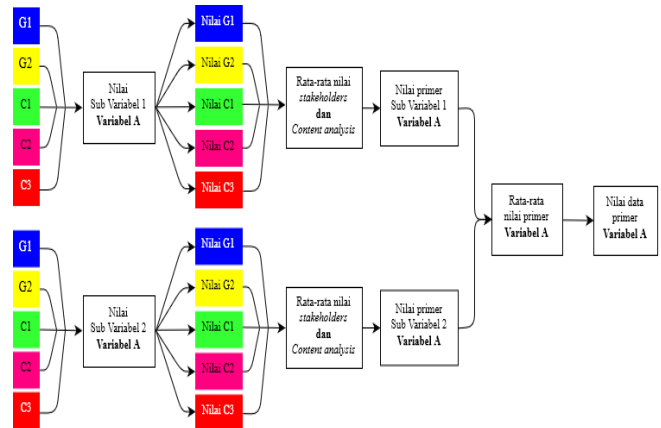 G1
G2
C1
C2
C3
Nilai
Sub Variabel 1
Variabel A
Nilai G1
Nilai G2
Nilai C1
Nilai C2
Nilai C3
Rata-rata nilai
stakeholders
dan
Content analysis
Nilai primer
Sub Variabel 1
Variabel A
G1
G2
C1
C2
C3
Nilai
Sub Variabel 2
Variabel A
Nilai G1
Nilai G2
Nilai C1
Nilai C2
Nilai C3
Rata-rata nilai
stakeholders
dan
Content analysis
Nilai primer
Sub Variabel 2
Variabel A
Rata-rata
nilai primer
Variabel A
Nilai data
primer
Variabel A